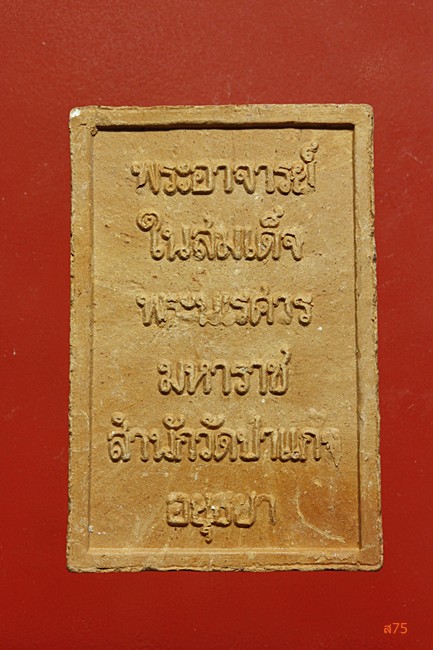 พระอาจารย์
ในสมเด็จ
พระนเรศวร
มหาราช
สำนักวัดป่าแก้ว
อยุธยา
ส75